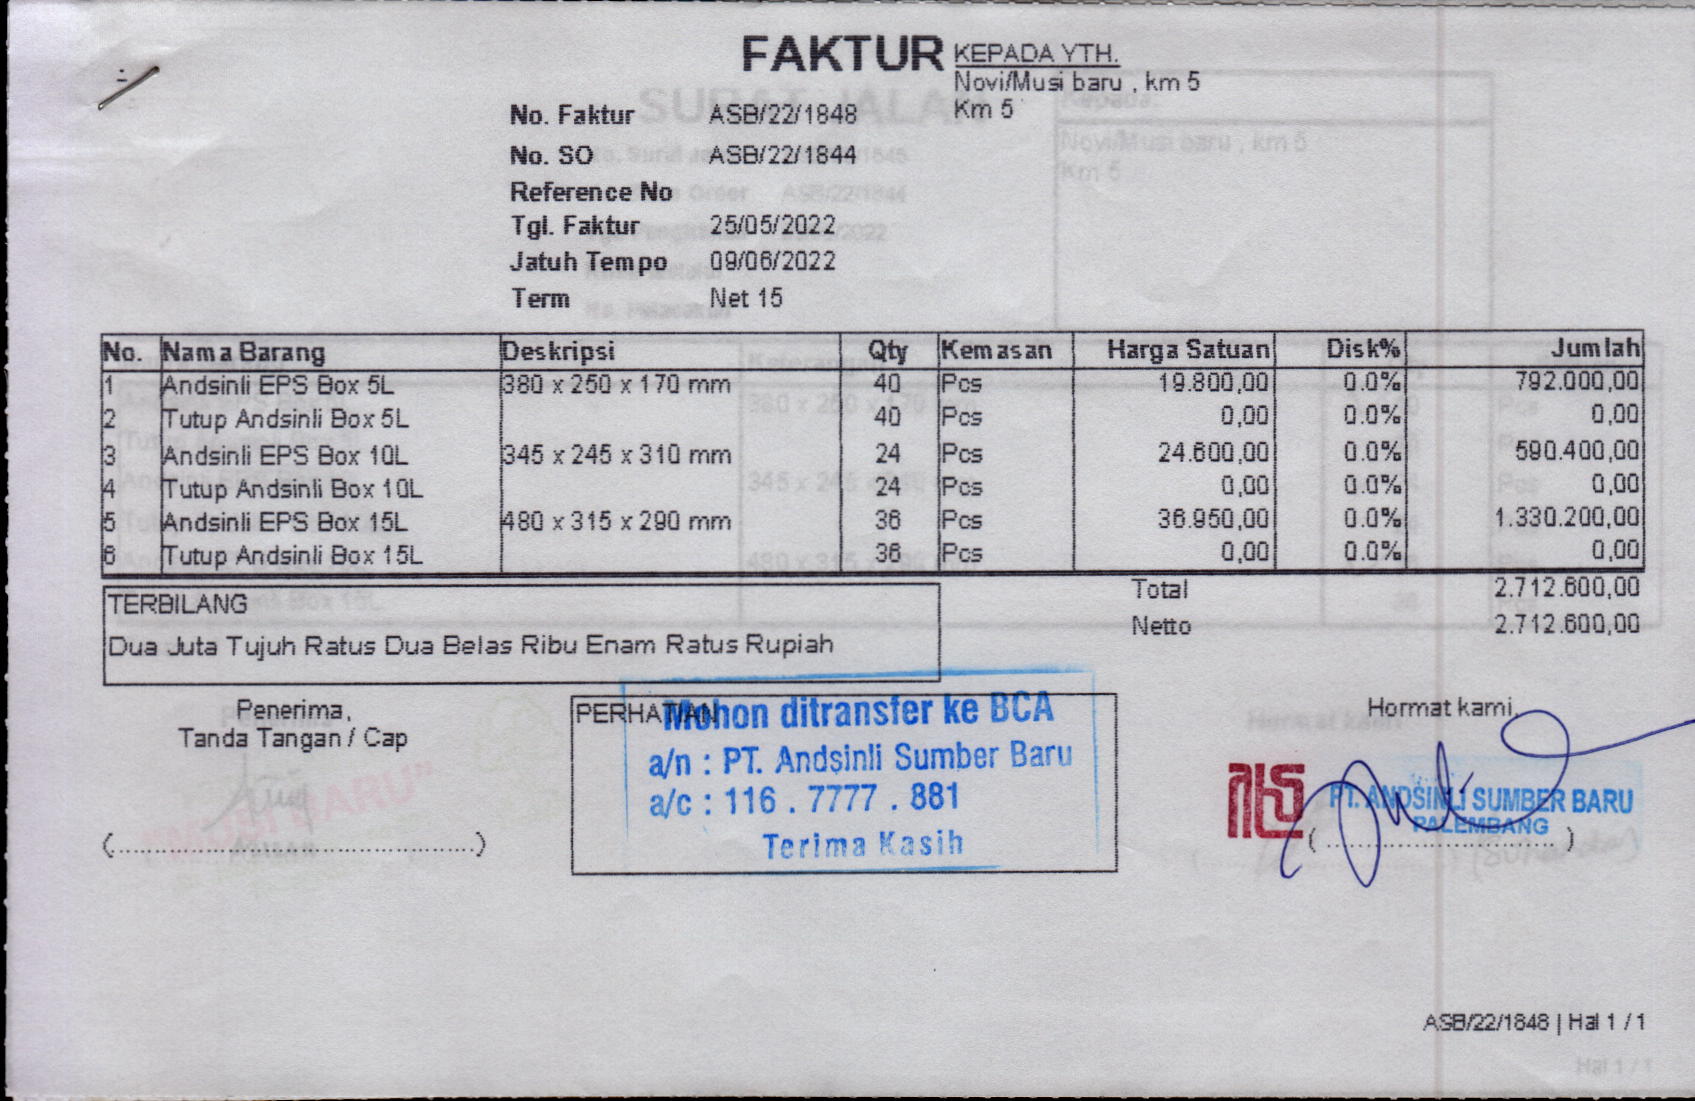 FAKTUR
KEPADA YTH.
Novi/Musi baru , km 5
Km 5
No. Faktur ASB/22/1848
No. SO ASB/22/1844
Reference No
Tgl. Faktur 25/05/2022
Jatuh Tempo 09/06/2022
Term Net 15
No. Nama Barang Deskripsi Qty Kemasan Harga Satuan Disk% Jumlah
1 Andsinli EPS Box 5L 380 x 250 x 170 mm 40 Pcs 19.800,00 0.0% 792.000,00
2 Tutup Andsinli Box 5L 40 Pcs 0,00 0.0% 0,00
3 Andsinli EPS Box 10L 345 x 245 x 310 mm 24 Pcs 24.600,00 0.0% 590.400,00
4 Tutup Andsinli Box 10L 24 Pcs 0,00 0.0% 0,00
5 Andsinli EPS Box 15L 480 x 315 x 290 mm 36 Pcs 36.950,00 0.0% 1.330.200,00
6 Tutup Andsinli Box 15L 36 Pcs 0,00 0.0% 0,00
Total 2.712.600,00
Netto 2.712.600,00
TERBILANG
Dua Juta Tujuh Ratus Dua Belas Ribu Enam Ratus Rupiah
Penerima,
Tanda Tangan / Cap
(..........................................)
PERHATIAN
Mohon ditransfer ke BCA
a/n : PT. Andsinli Sumber Baru
a/c : 116 . 7777 . 881
Terima Kasih
Hormat kami,
PT. ANDSINLI SUMBER BARU
PALEMBANG
(..........................)
"MUSI BARU"
ASB/22/1848 | Hal 1 / 1
Hal 1 / 1